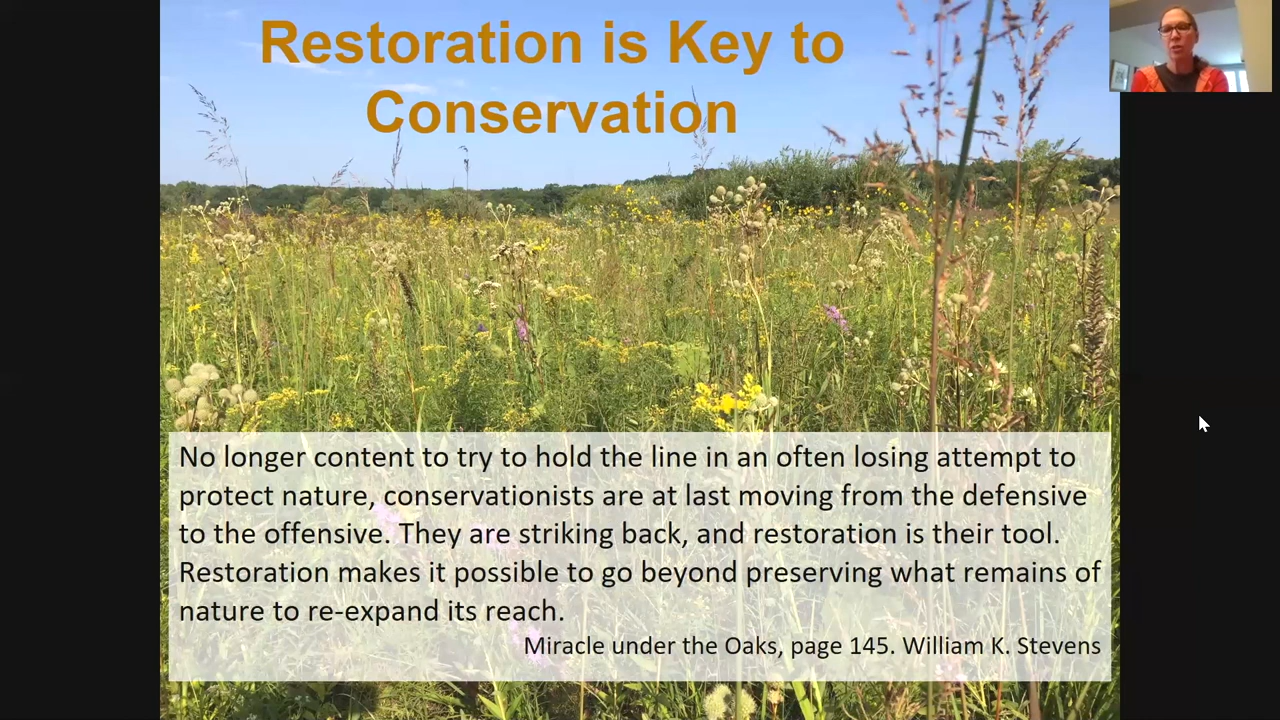 Restoration is Key to
Conservation
No longer content to try to hold the line in an often losing attempt to
protect nature, conservationists are at last moving from the defensive
to the offensive. They are striking back, and restoration is their tool.
Restoration makes it possible to go beyond preserving what remains of
nature to re-expand its reach.
Miracle under the Oaks, page 145. William K. Stevens